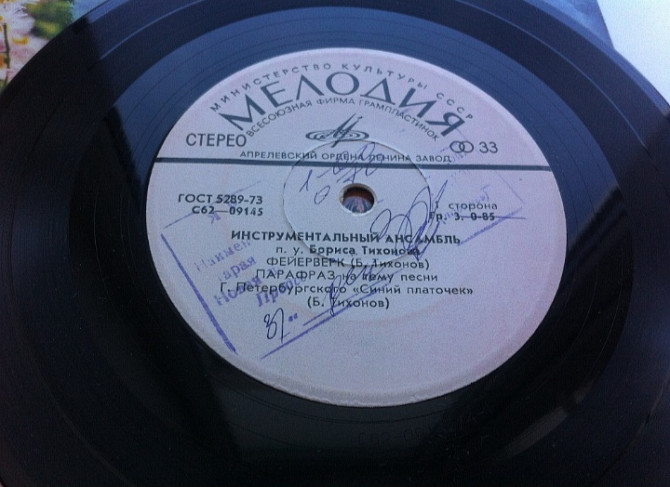 МИНИСТЕРСТВО КУЛЬТУРЫ СССР
МЕЛОДИЯ
ВСЕСОЮЗНАЯ ФИРМА ГРАМПЛАСТИНОК
СТЕРЕО
33
АПРЕЛЕВСКИЙ ОРДЕНА ЛЕНИНА ЗАВОД
ГОСТ 5289-73
С62—09145
1 сторона
Гр. 3. 0-85
ИНСТРУМЕНТАЛЬНЫЙ АНСАМБЛЬ
п. у. Бориса Тихонова
ФЕЙЕРВЕРК (Б. Тихонов)
ПАРАФРАЗ на тему песни
Г. Петербургского «Синий платочек»
(Б. Тихонов)